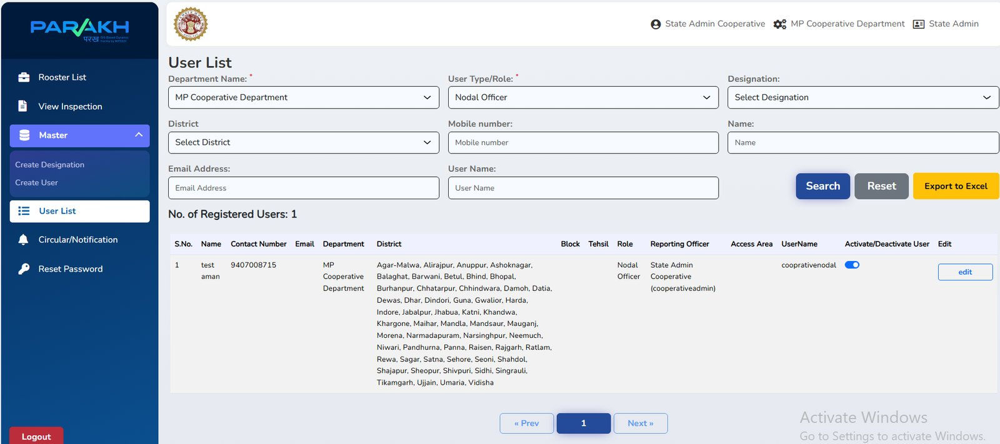 PARAKH
परख
State Admin Cooperative
MP Cooperative Department
State Admin
Rooster List
View Inspection
Master
Create Designation
Create User
User List
Circular/Notification
Reset Password
Logout
User List
Department Name: *
User Type/Role: *
Designation:
MP Cooperative Department
Nodal Officer
Select Designation
District
Mobile number:
Name:
Select District
Mobile number
Name
Email Address:
User Name:
Email Address
User Name
Search
Reset
Export to Excel
No. of Registered Users: 1
S.No. Name Contact Number Email Department District Block Tehsil Role Reporting Officer Access Area UserName Activate/Deactivate User Edit
1
test
aman
9407008715
MP
Cooperative
Department
Agar-Malwa, Alirajpur, Anuppur, Ashoknagar,
Balaghat, Barwani, Betul, Bhind, Bhopal,
Burhanpur, Chhatarpur, Chhindwara, Damoh, Datia,
Dewas, Dhar, Dindori, Guna, Gwalior, Harda,
Indore, Jabalpur, Jhabua, Katni, Khandwa,
Khargone, Maihar, Mandla, Mandsaur, Mauganj,
Morena, Narmadapuram, Narsinghpur, Neemuch,
Niwari, Pandhurna, Panna, Raisen, Rajgarh, Ratlam,
Rewa, Sagar, Satna, Sehore, Seoni, Shahdol,
Shajapur, Sheopur, Shivpuri, Sidhi, Singrauli,
Tikamgarh, Ujjain, Umaria, Vidisha
Nodal
Officer
State Admin
Cooperative
(cooperativeadmin)
cooprativenodal
edit
« Prev
1
Next »
Activate Windows
Go to Settings to activate Windows.